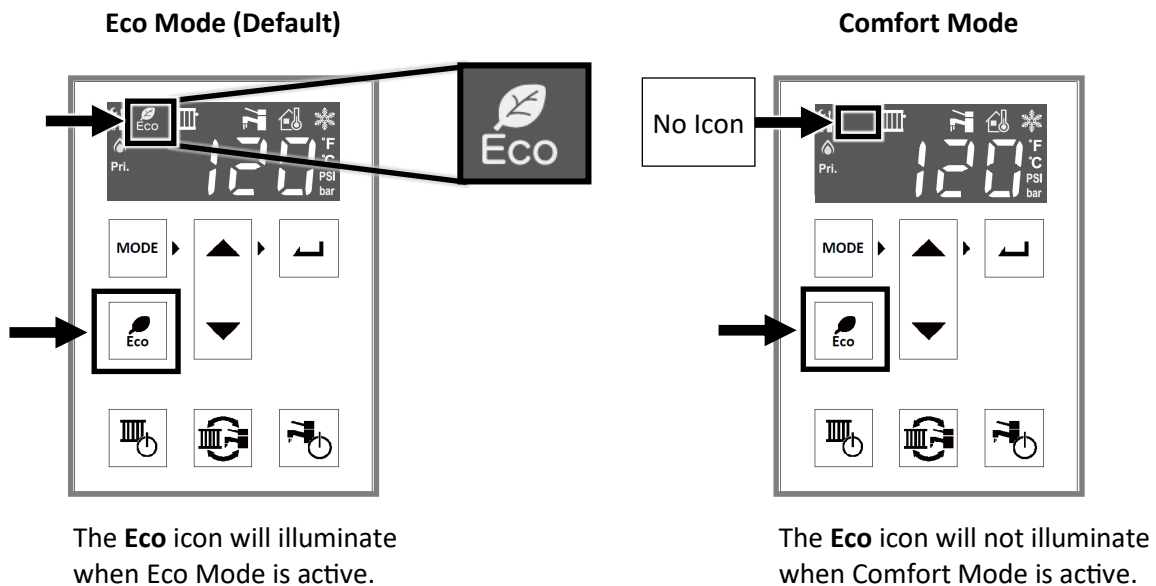 Eco Mode (Default)
Eco
Pri.
120
°F
°C
PSI
bar
Eco
MODE
Eco
The Eco icon will illuminate
when Eco Mode is active.
Comfort Mode
No Icon
Pri.
120
°F
°C
PSI
bar
MODE
Eco
The Eco icon will not illuminate
when Comfort Mode is active.